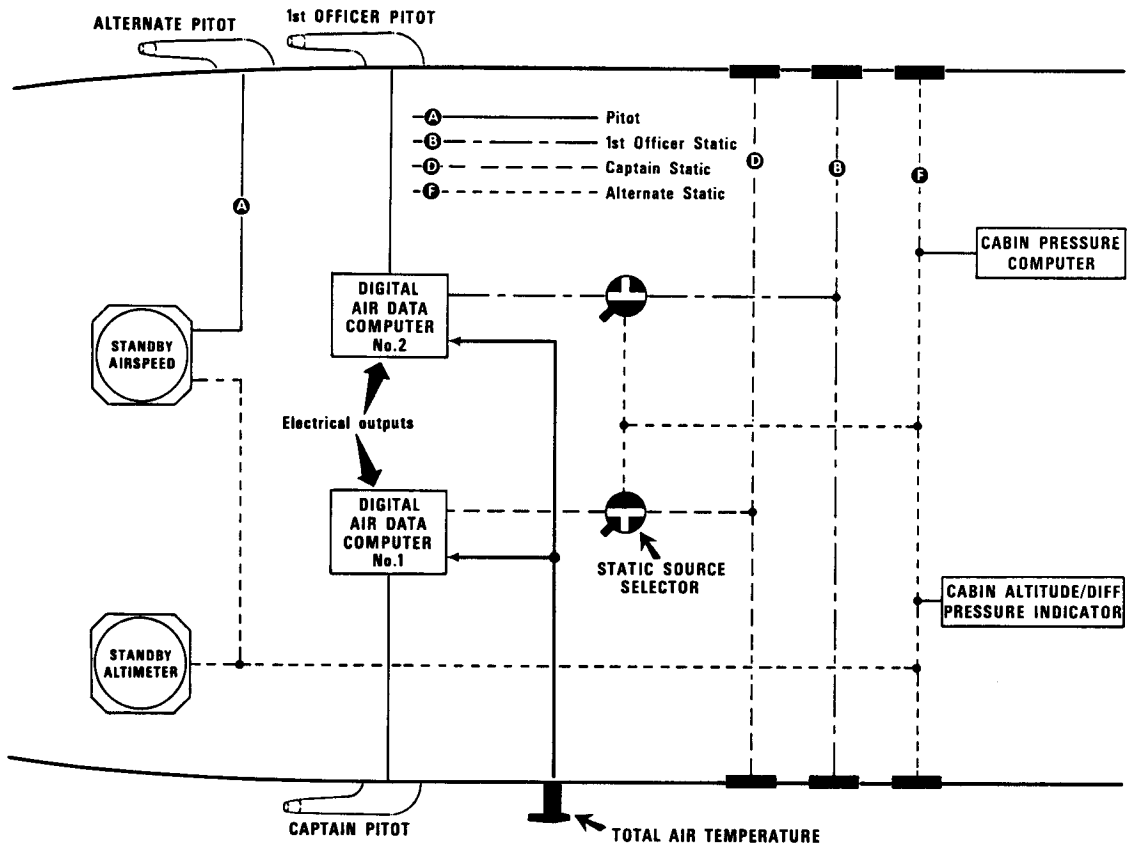 ALTERNATE PITOT
1st OFFICER PITOT
A Pitot
B 1st Officer Static
D Captain Static
F Alternate Static
A
D
B
F
CABIN PRESSURE
COMPUTER
DIGITAL
AIR DATA
COMPUTER
No.2
STANDBY
AIRSPEED
Electrical outputs
DIGITAL
AIR DATA
COMPUTER
No.1
STATIC SOURCE
SELECTOR
CABIN ALTITUDE/DIFF
PRESSURE INDICATOR
STANDBY
ALTIMETER
CAPTAIN PITOT
TOTAL AIR TEMPERATURE